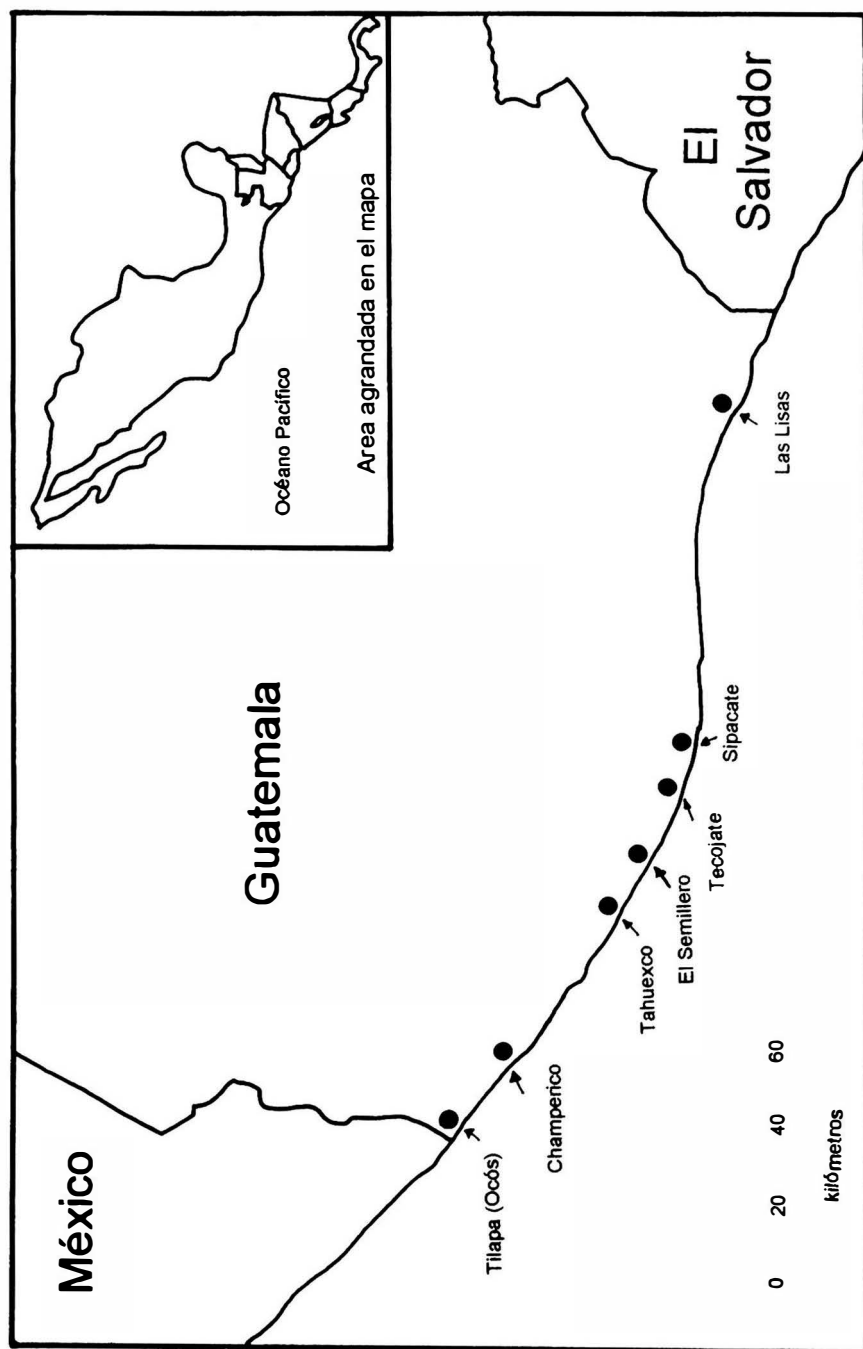 México
Guatemala
El
Salvador
Océano Pacífico
Area agrandada en el mapa
Tilapa (Ocós)
Champerico
Tahuexco
El Semillero
Tecojate
Sipacate
Las Lisas
0 20 40 60
kilómetros